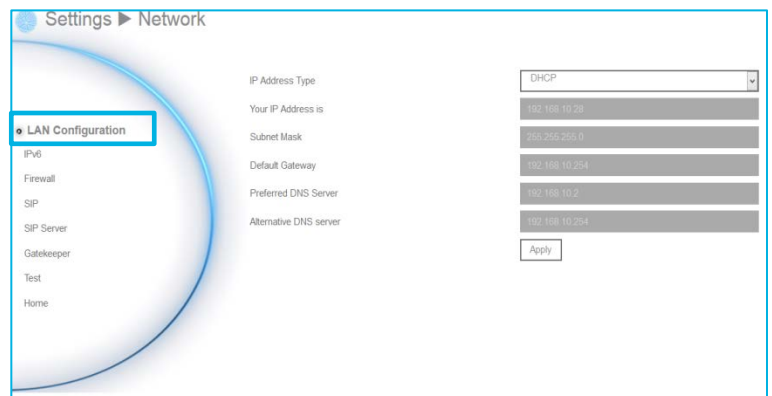 Settings ▶ Network
LAN Configuration
IPv6
Firewall
SIP
SIP Server
Gatekeeper
Test
Home
IP Address Type DHCP
Your IP Address is 192.168.10.28
Subnet Mask 255.255.255.0
Default Gateway 192.168.10.254
Preferred DNS Server 192.168.10.2
Alternative DNS server 192.168.10.254
Apply